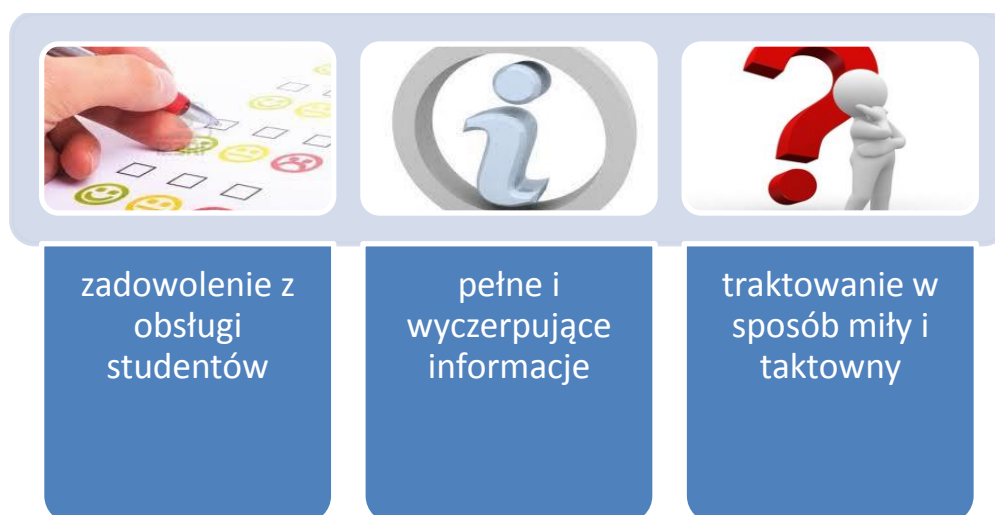 zadowolenie z
obsługi
studentów
pełne i
wyczerpujące
informacje
traktowanie w
sposób miły i
taktowny